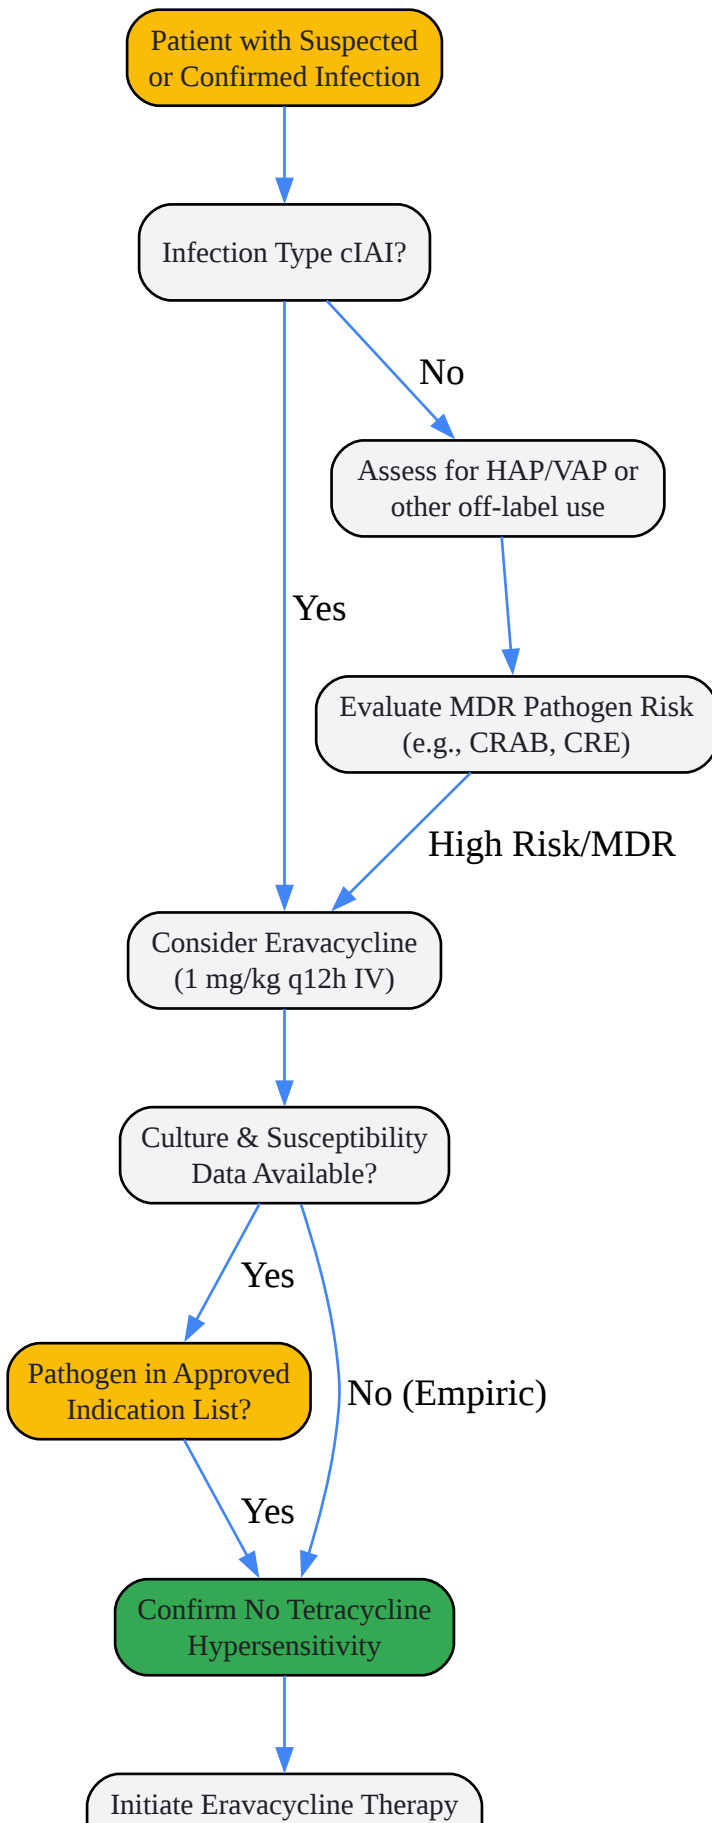 Patient with Suspected
or Confirmed Infection
Infection Type cIAI?
No
Assess for HAP/VAP or
other off-label use
Yes
Evaluate MDR Pathogen Risk
(e.g., CRAB, CRE)
High Risk/MDR
Consider Eravacycline
(1 mg/kg q12h IV)
Culture & Susceptibility
Data Available?
Yes
Pathogen in Approved
Indication List?
No (Empiric)
Yes
Confirm No Tetracycline
Hypersensitivity
Initiate Eravacycline Therapy